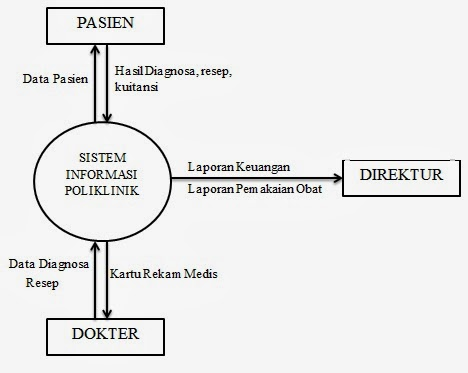 PASIEN
Data Pasien
Hasil Diagnosa, resep,
kuitansi
SISTEM
INFORMASI
POLIKLINIK
Laporan Keuangan
Laporan Pemakaian Obat
DIREKTUR
Data Diagnosa
Resep
Kartu Rekam Medis
DOKTER